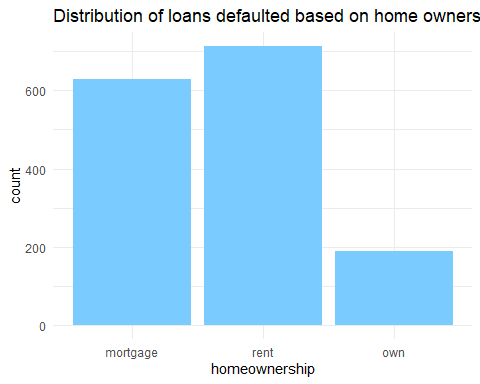 Distribution of loans defaulted based on home owners
600
400
200
0
count
mortgage rent own
homeownership